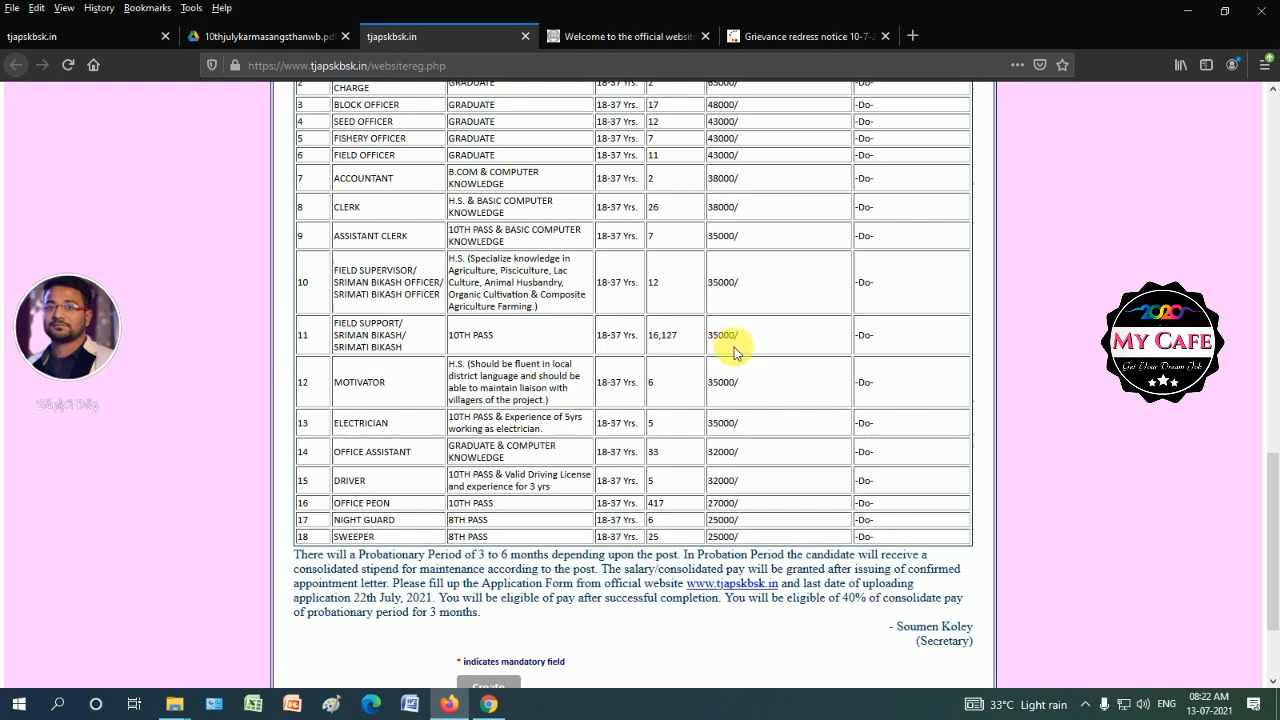 File Edit View History Bookmarks Tools Help
tjapskbsk.in
10thjulykarmasangsthanwb.pdf
tjapskbsk.in
Welcome to the official website
Grievance redress notice 10-7-2
https://www.tjapskbsk.in/websitereg.php
2 CHARGE GRADUATE 18-37 Yrs. 2 65000/ -Do-
3 BLOCK OFFICER GRADUATE 18-37 Yrs. 17 48000/ -Do-
4 SEED OFFICER GRADUATE 18-37 Yrs. 12 43000/ -Do-
5 FISHERY OFFICER GRADUATE 18-37 Yrs. 7 43000/ -Do-
6 FIELD OFFICER GRADUATE 18-37 Yrs. 11 43000/ -Do-
7 ACCOUNTANT B.COM & COMPUTER
KNOWLEDGE 18-37 Yrs. 2 38000/ -Do-
8 CLERK H.S. & BASIC COMPUTER
KNOWLEDGE 18-37 Yrs. 26 38000/ -Do-
9 ASSISTANT CLERK 10TH PASS & BASIC COMPUTER
KNOWLEDGE 18-37 Yrs. 7 35000/ -Do-
10 FIELD SUPERVISOR/
SRIMAN BIKASH OFFICER/
SRIMATI BIKASH OFFICER
H.S. (Specialize knowledge in
Agriculture, Pisciculture, Lac
Culture, Animal Husbandry,
Organic Cultivation & Composite
Agriculture Farming.)
18-37 Yrs. 12 35000/ -Do-
11 FIELD SUPPORT/
SRIMAN BIKASH/
SRIMATI BIKASH
10TH PASS 18-37 Yrs. 16,127 35000/ -Do-
12 MOTIVATOR
H.S. (Should be fluent in local
district language and should be
able to maintain liaison with
villagers of the project.)
18-37 Yrs. 6 35000/ -Do-
13 ELECTRICIAN 10TH PASS & Experience of 5yrs
working as electrician. 18-37 Yrs. 5 35000/ -Do-
14 OFFICE ASSISTANT GRADUATE & COMPUTER
KNOWLEDGE 18-37 Yrs. 33 32000/ -Do-
15 DRIVER 10TH PASS & Valid Driving License
and experience for 3 yrs 18-37 Yrs. 5 32000/ -Do-
16 OFFICE PEON 10TH PASS 18-37 Yrs. 417 27000/ -Do-
17 NIGHT GUARD 8TH PASS 18-37 Yrs. 6 25000/ -Do-
18 SWEEPER 8TH PASS 18-37 Yrs. 25 25000/ -Do-
There will a Probationary Period of 3 to 6 months depending upon the post. In Probation Period the candidate will receive a
consolidated stipend for maintenance according to the post. The salary/consolidated pay will be granted after issuing of confirmed
appointment letter. Please fill up the Application Form from official website www.tjapskbsk.in and last date of uploading
application 22th July, 2021. You will be eligible of pay after successful completion. You will be eligible of 40% of consolidate pay
of probationary period for 3 months.
- Soumen Koley
(Secretary)
* indicates mandatory field
Create
2020
MY CAFE
Get Your Dream Job
33°C Light rain
ENG
08:22 AM
13-07-2021